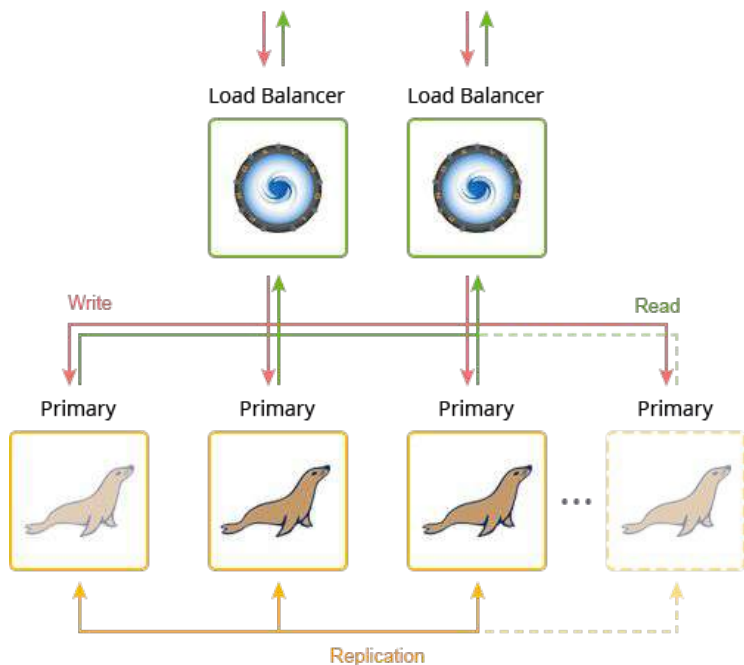 Load Balancer
Load Balancer
Write
Read
Primary
Primary
Primary
Primary
Replication